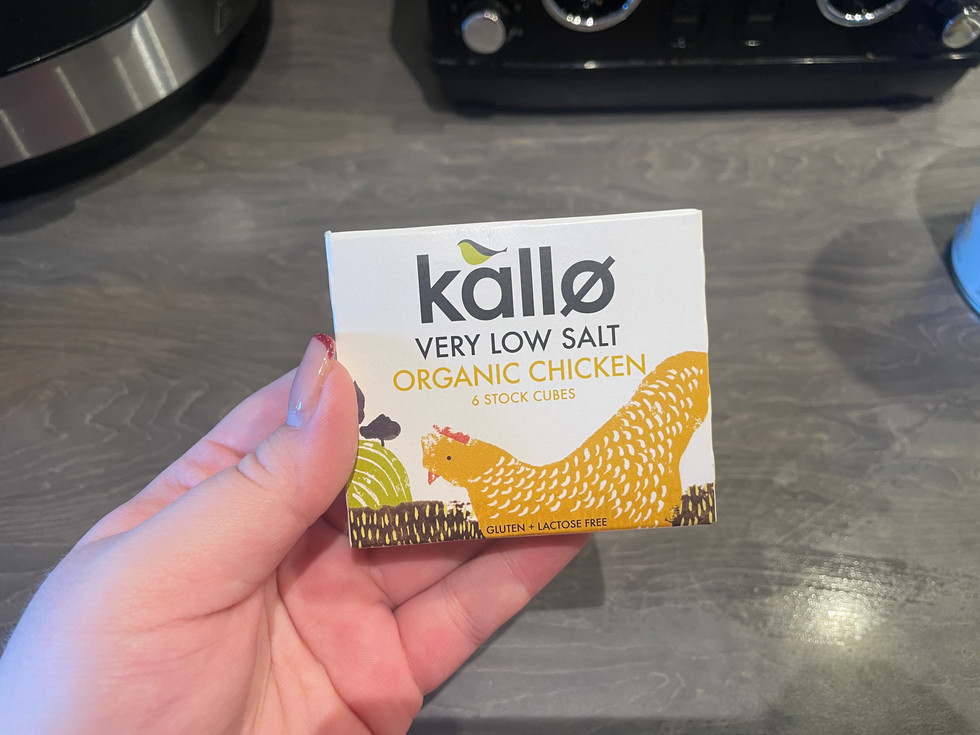 kallø
VERY LOW SALT
ORGANIC CHICKEN
6 STOCK CUBES
GLUTEN + LACTOSE FREE